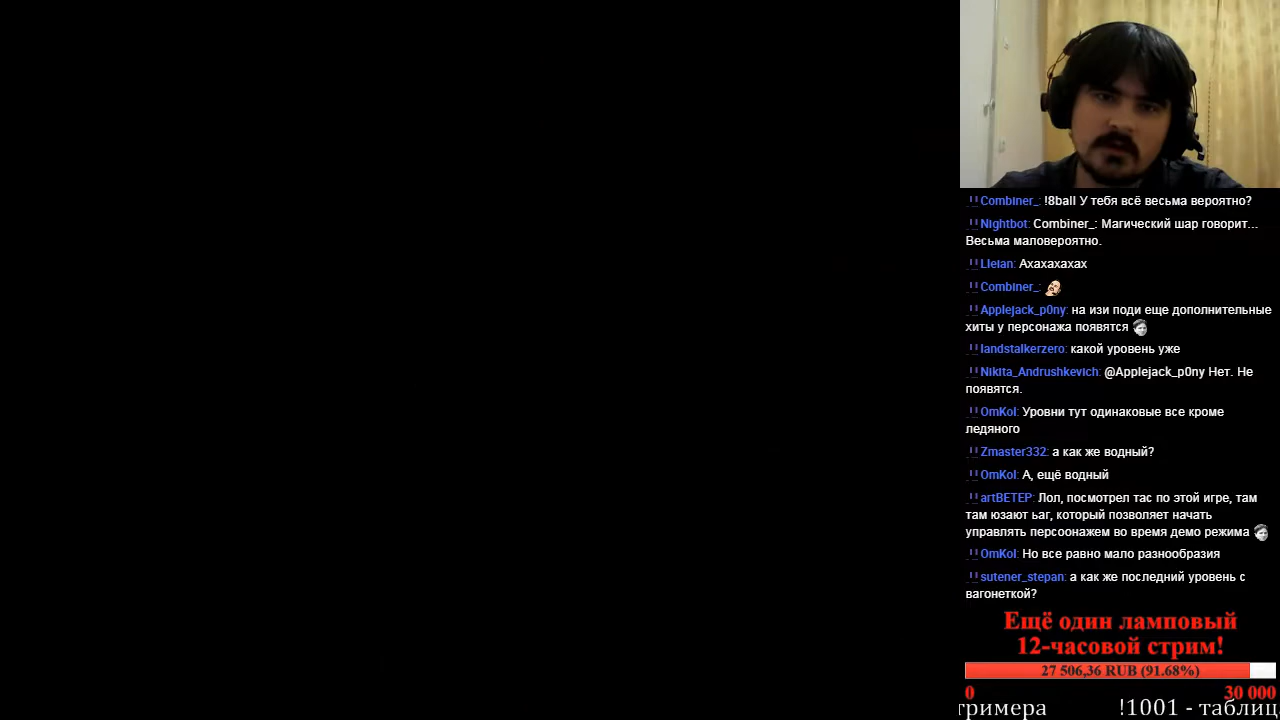 Combiner_: !8ball У тебя всё весьма вероятно?
Nightbot: Combiner_: Магический шар говорит...
Весьма маловероятно.
Lleian: Ахахахахах
Combiner_:
Applejack_p0ny: на изи поди еще дополнительные
хиты у персонажа появятся
landstalkerzero: какой уровень уже
Nikita_Andrushkevich: @Applejack_p0ny Нет. Не
появятся.
OmKol: Уровни тут одинаковые все кроме
ледяного
Zmaster332: а как же водный?
OmKol: А, ещё водный
artBETEP: Лол, посмотрел тас по этой игре, там
там юзают ьаг, который позволяет начать
управлять персоонажем во время демо режима
OmKol: Но все равно мало разнообразия
sutener_stepan: а как же последний уровень с
вагонеткой?
Ещё один ламповый
12-часовой стрим!
27 506,36 RUB (91.68%)
0 30 000
тримера !1001 - таблиц